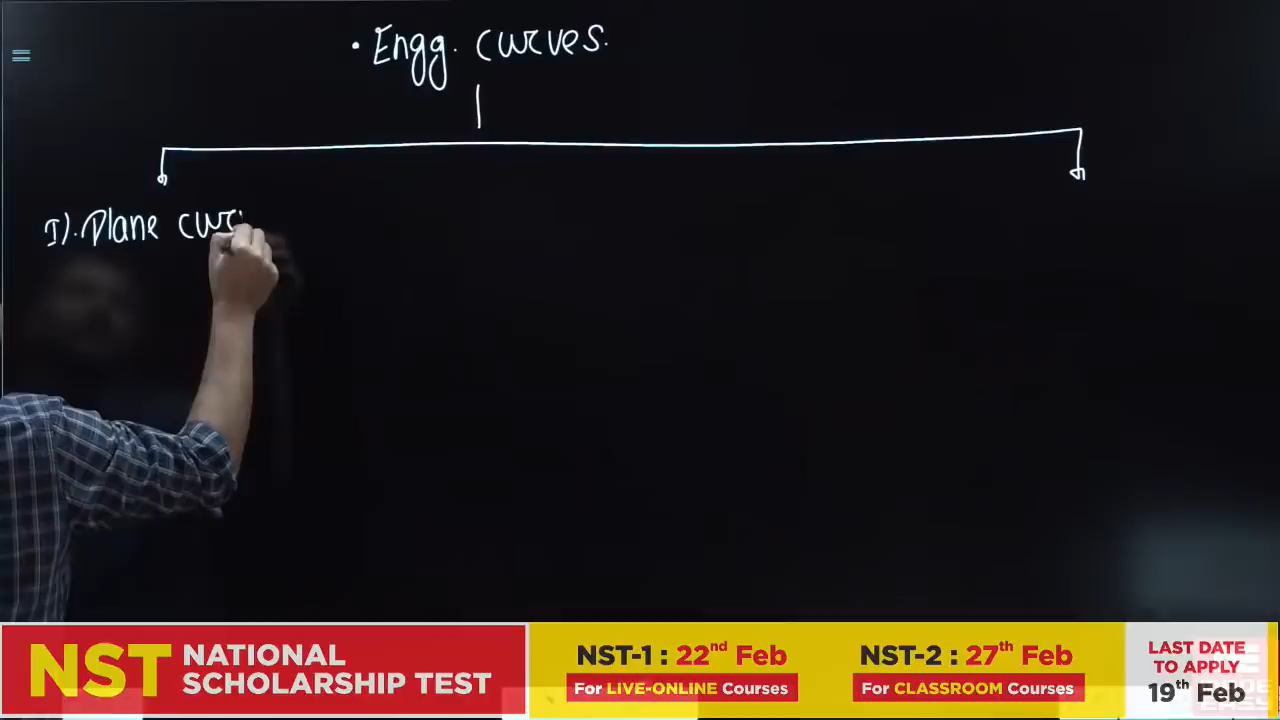 • Engg. curves.
I). Plane cur
NST NATIONAL SCHOLARSHIP TEST
NST-1 : 22nd Feb
For LIVE-ONLINE Courses
NST-2 : 27th Feb
For CLASSROOM Courses
LAST DATE
TO APPLY
19th Feb